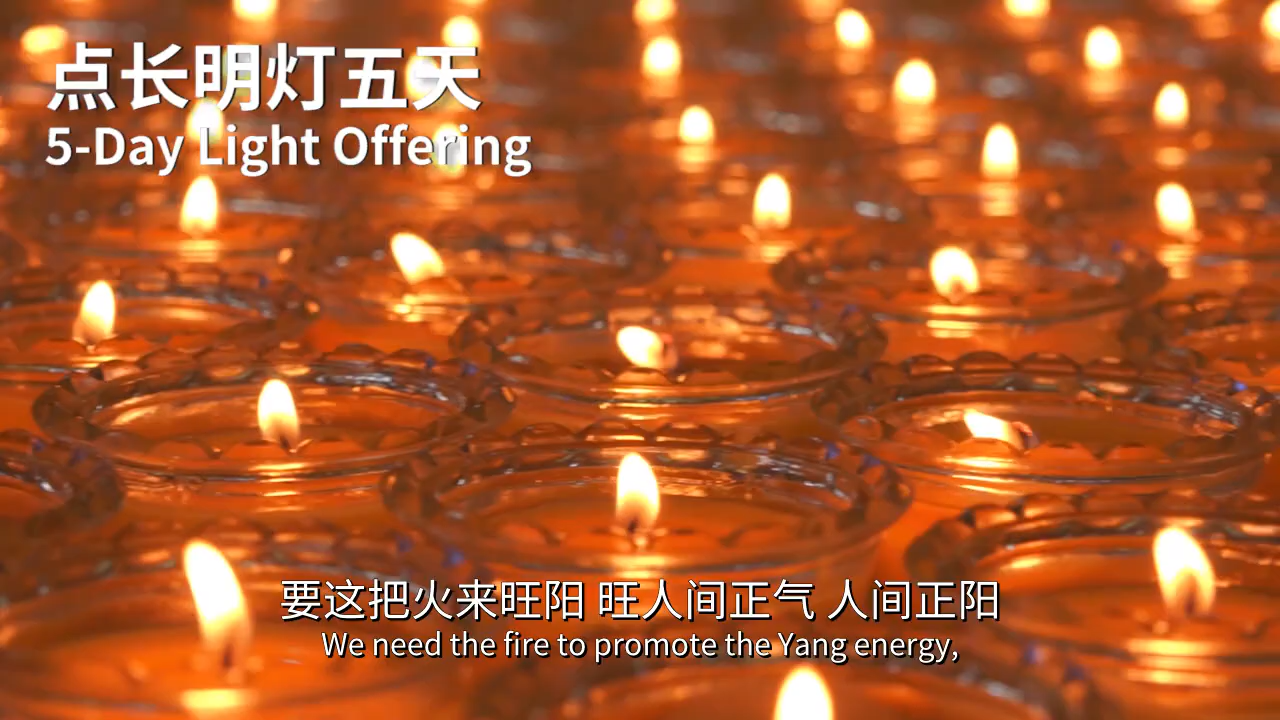 点长明灯五天
5-Day Light Offering
要这把火来旺阳 旺人间正气 人间正阳
We need the fire to promote the Yang energy,